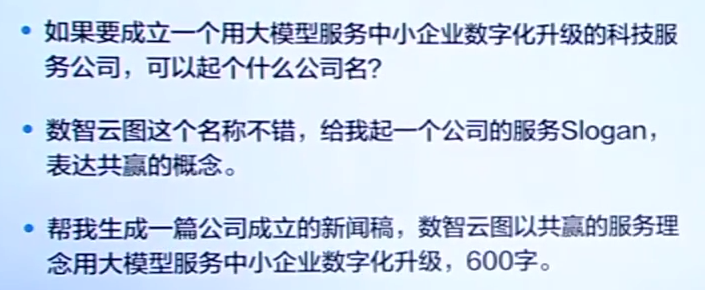 • 如果要成立一个用大模型服务中小企业数字化升级的科技服
务公司，可以起个什么公司名?
• 数智云图这个名称不错，给我起一个公司的服务Slogan，
表达共赢的概念。
• 帮我生成一篇公司成立的新闻稿，数智云图以共赢的服务理
念用大模型服务中小企业数字化升级，600字。